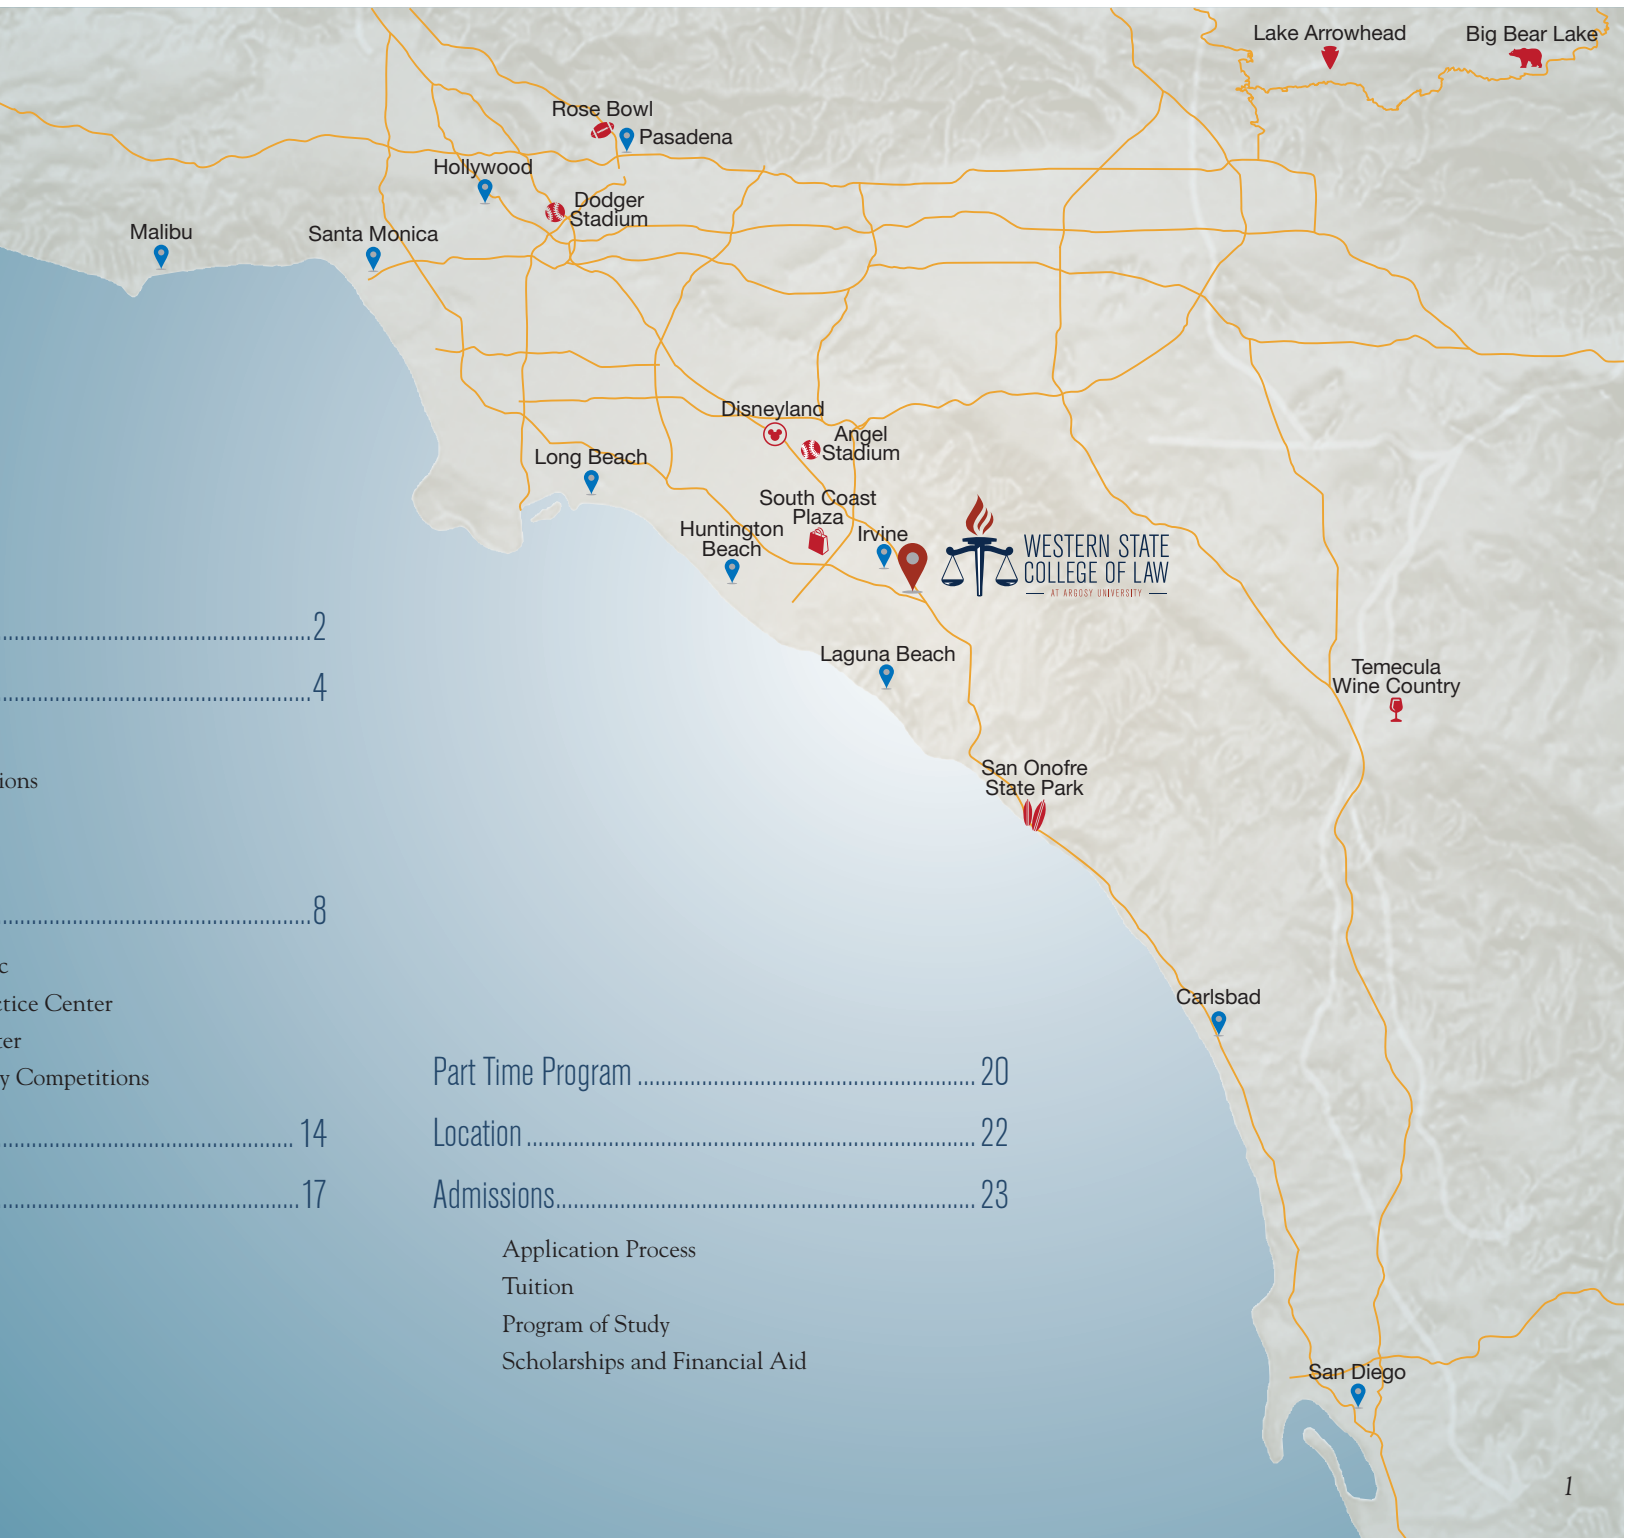 Lake Arrowhead
Big Bear Lake
Rose Bowl
Pasadena
Hollywood
Dodger
Stadium
Malibu
Santa Monica
Disneyland
Angel
Stadium
Long Beach
South Coast
Plaza
Huntington
Beach
Irvine
WESTERN STATE
COLLEGE OF LAW
AT ARGOSY UNIVERSITY
Laguna Beach
Temecula
Wine Country
San Onofre
State Park
Carlsbad
San Diego
2
4
ions
8
c
ctice Center
ter
y Competitions
14
17
Part Time Program 20
Location 22
Admissions 23
Application Process
Tuition
Program of Study
Scholarships and Financial Aid
1